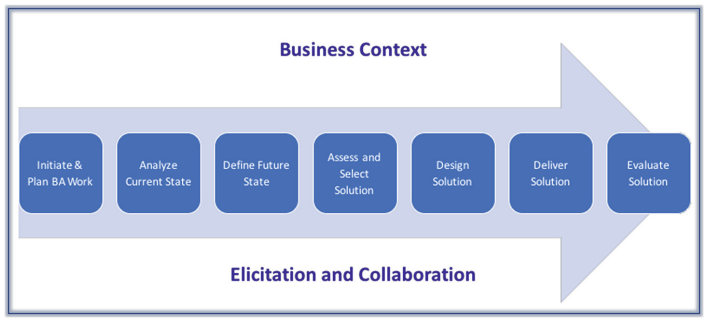 Business Context
Initiate &
Plan BA Work
Analyze
Current State
Define Future
State
Assess and
Select
Solution
Design
Solution
Deliver
Solution
Evaluate
Solution
Elicitation and Collaboration